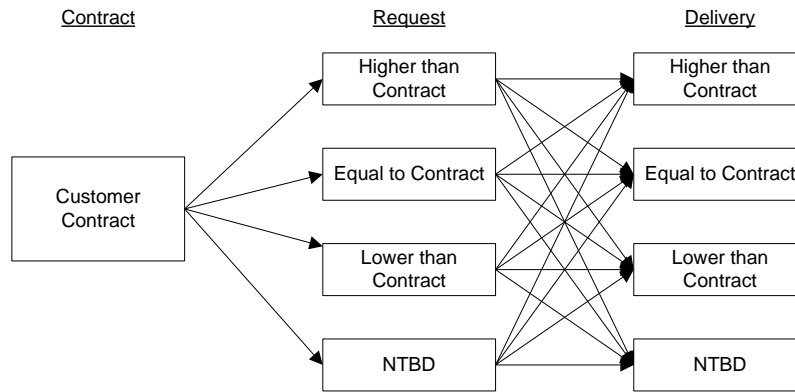 Contract
Request
Delivery
Higher than
Contract
Higher than
Contract
Customer
Contract
Equal to Contract
Equal to Contract
Lower than
Contract
Lower than
Contract
NTBD
NTBD